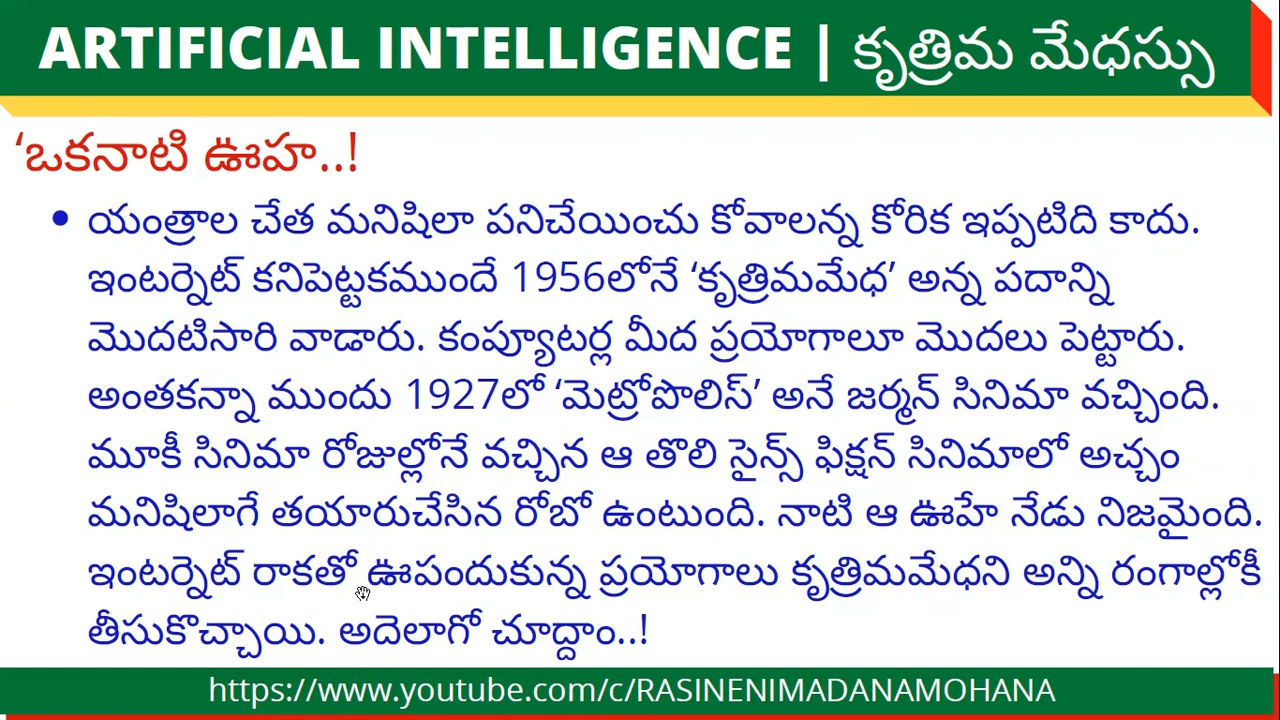 ARTIFICIAL INTELLIGENCE | కృత్రిమ మేధస్సు
‘ఒకనాటి ఊహ..!
• యంత్రాల చేత మనిషిలా పనిచేయించు కోవాలన్న కోరిక ఇప్పటిది కాదు.
ఇంటర్నెట్ కనిపెట్టకముందే 1956లోనే ‘కృత్రిమమేధ’ అన్న పదాన్ని
మొదటిసారి వాడారు. కంప్యూటర్ల మీద ప్రయోగాలూ మొదలు పెట్టారు.
అంతకన్నా ముందు 1927లో ‘మెట్రోపొలిస్’ అనే జర్మన్ సినిమా వచ్చింది.
మూకీ సినిమా రోజుల్లోనే వచ్చిన ఆ తొలి సైన్స్ ఫిక్షన్ సినిమాలో అచ్చం
మనిషిలాగే తయారుచేసిన రోబో ఉంటుంది. నాటి ఆ ఊహే నేడు నిజమైంది.
ఇంటర్నెట్ రాకతో ఊపందుకున్న ప్రయోగాలు కృత్రిమమేధని అన్ని రంగాల్లోకీ
తీసుకొచ్చాయి. అదెలాగో చూద్దాం..!
https://www.youtube.com/c/RASINENIMADANAMOHANA